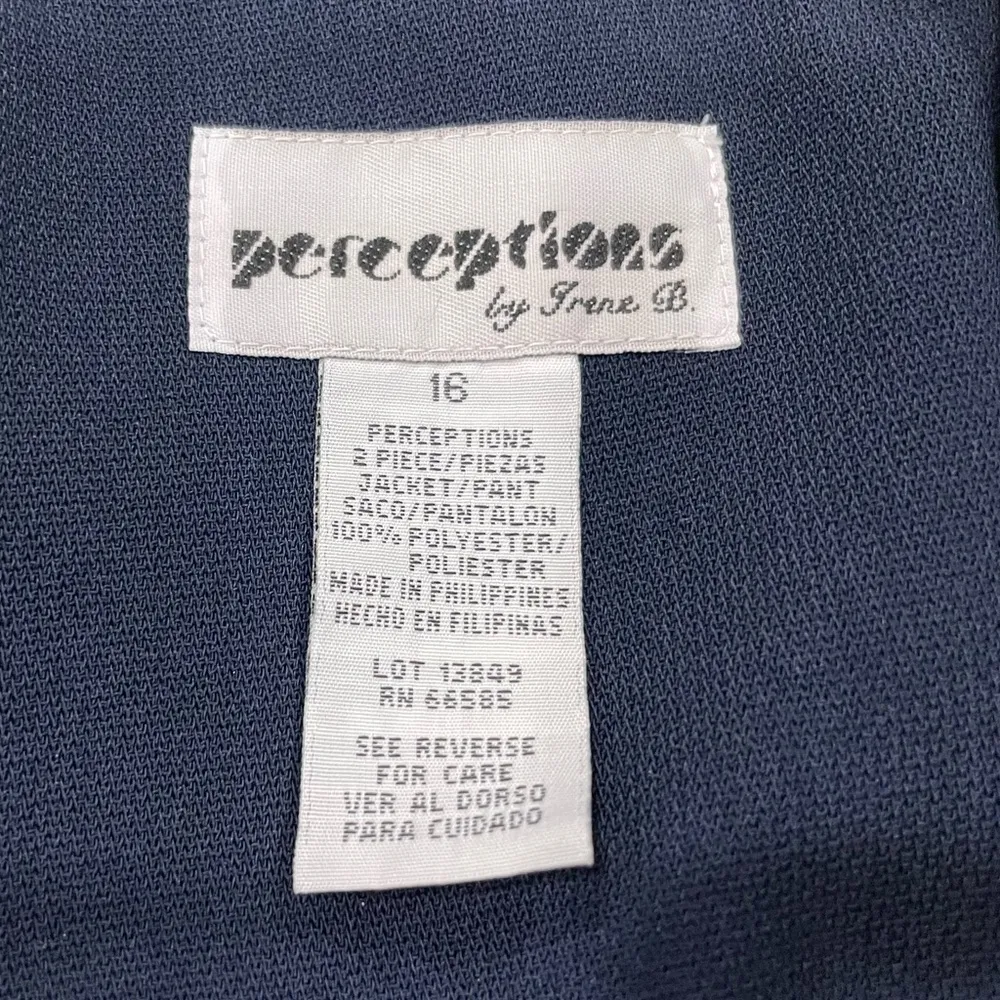 perceptions
by Irene B.
16
PERCEPTIONS
2 PIECE/PIEZAS
JACKET/PANT
SACO/PANTALON
100% POLYESTER/
POLIESTER
MADE IN PHILIPPINES
HECHO EN FILIPINAS
LOT 13849
RN 66585
SEE REVERSE
FOR CARE
VER AL DORSO
PARA CUIDADO